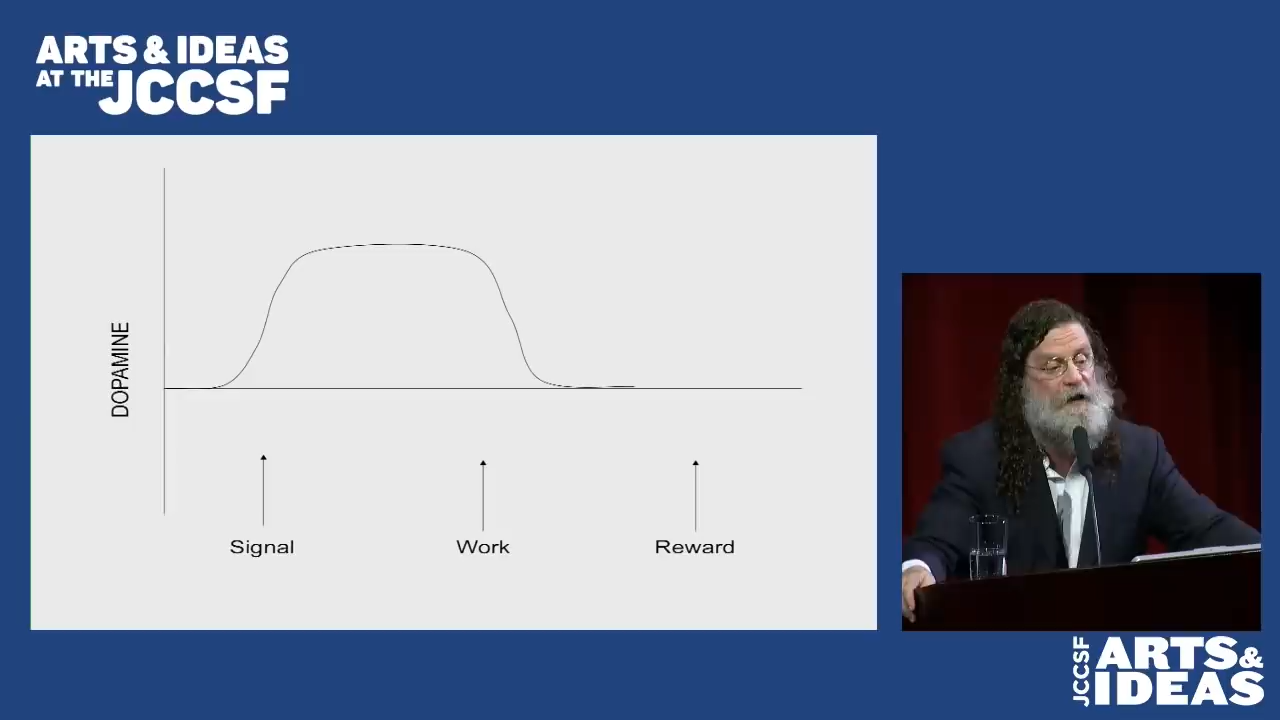 ARTS & IDEAS
AT THE JCCSF
DOPAMINE
Signal
Work
Reward
JCCSF ARTS &
IDEAS